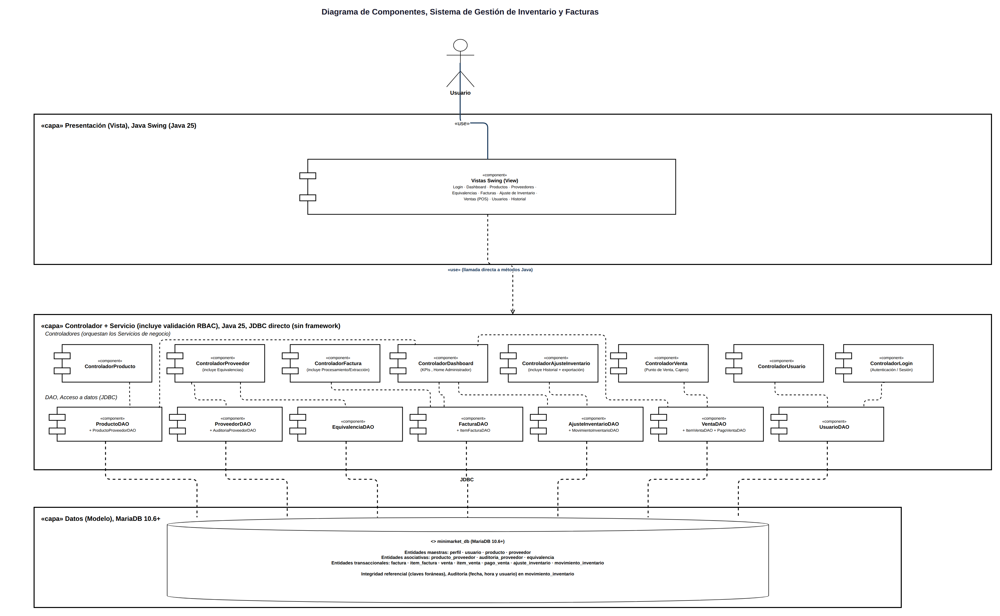 Diagrama de Componentes, Sistema de Gestión de Inventario y Facturas
Usuario
«capa» Presentación (Vista), Java Swing (Java 25)
«use»
«component»
Vistas Swing (View)
Login · Dashboard · Productos · Proveedores ·
Equivalencias · Facturas · Ajuste de Inventario ·
Ventas (POS) · Usuarios · Historial
«use» (llamada directa a métodos Java)
«capa» Controlador + Servicio (incluye validación RBAC), Java 25, JDBC directo (sin framework)
Controladores (orquestan los Servicios de negocio)
«component»
ControladorProducto
«component»
ControladorProveedor
(incluye Equivalencias)
«component»
ControladorFactura
(incluye Procesamiento/Extracción)
«component»
ControladorDashboard
(KPIs , Home Administrador)
«component»
ControladorAjusteInventario
(incluye Historial + exportación)
«component»
ControladorVenta
(Punto de Venta, Cajero)
«component»
ControladorUsuario
«component»
ControladorLogin
(Autenticación / Sesión)
DAO, Acceso a datos (JDBC)
«component»
ProductoDAO
+ ProductoProveedorDAO
«component»
ProveedorDAO
+ AuditoriaProveedorDAO
«component»
EquivalenciaDAO
«component»
FacturaDAO
+ ItemFacturaDAO
«component»
AjusteInventarioDAO
+ MovimientoInventarioDAO
«component»
VentaDAO
+ ItemVentaDAO + PagoVentaDAO
«component»
UsuarioDAO
JDBC
«capa» Datos (Modelo), MariaDB 10.6+
<> minimarket_db (MariaDB 10.6+)
Entidades maestras: perfil · usuario · producto · proveedor
Entidades asociativas: producto_proveedor · auditoria_proveedor · equivalencia
Entidades transaccionales: factura · item_factura · venta · item_venta · pago_venta · ajuste_inventario · movimiento_inventario
Integridad referencial (claves foráneas), Auditoría (fecha, hora y usuario) en movimiento_inventario